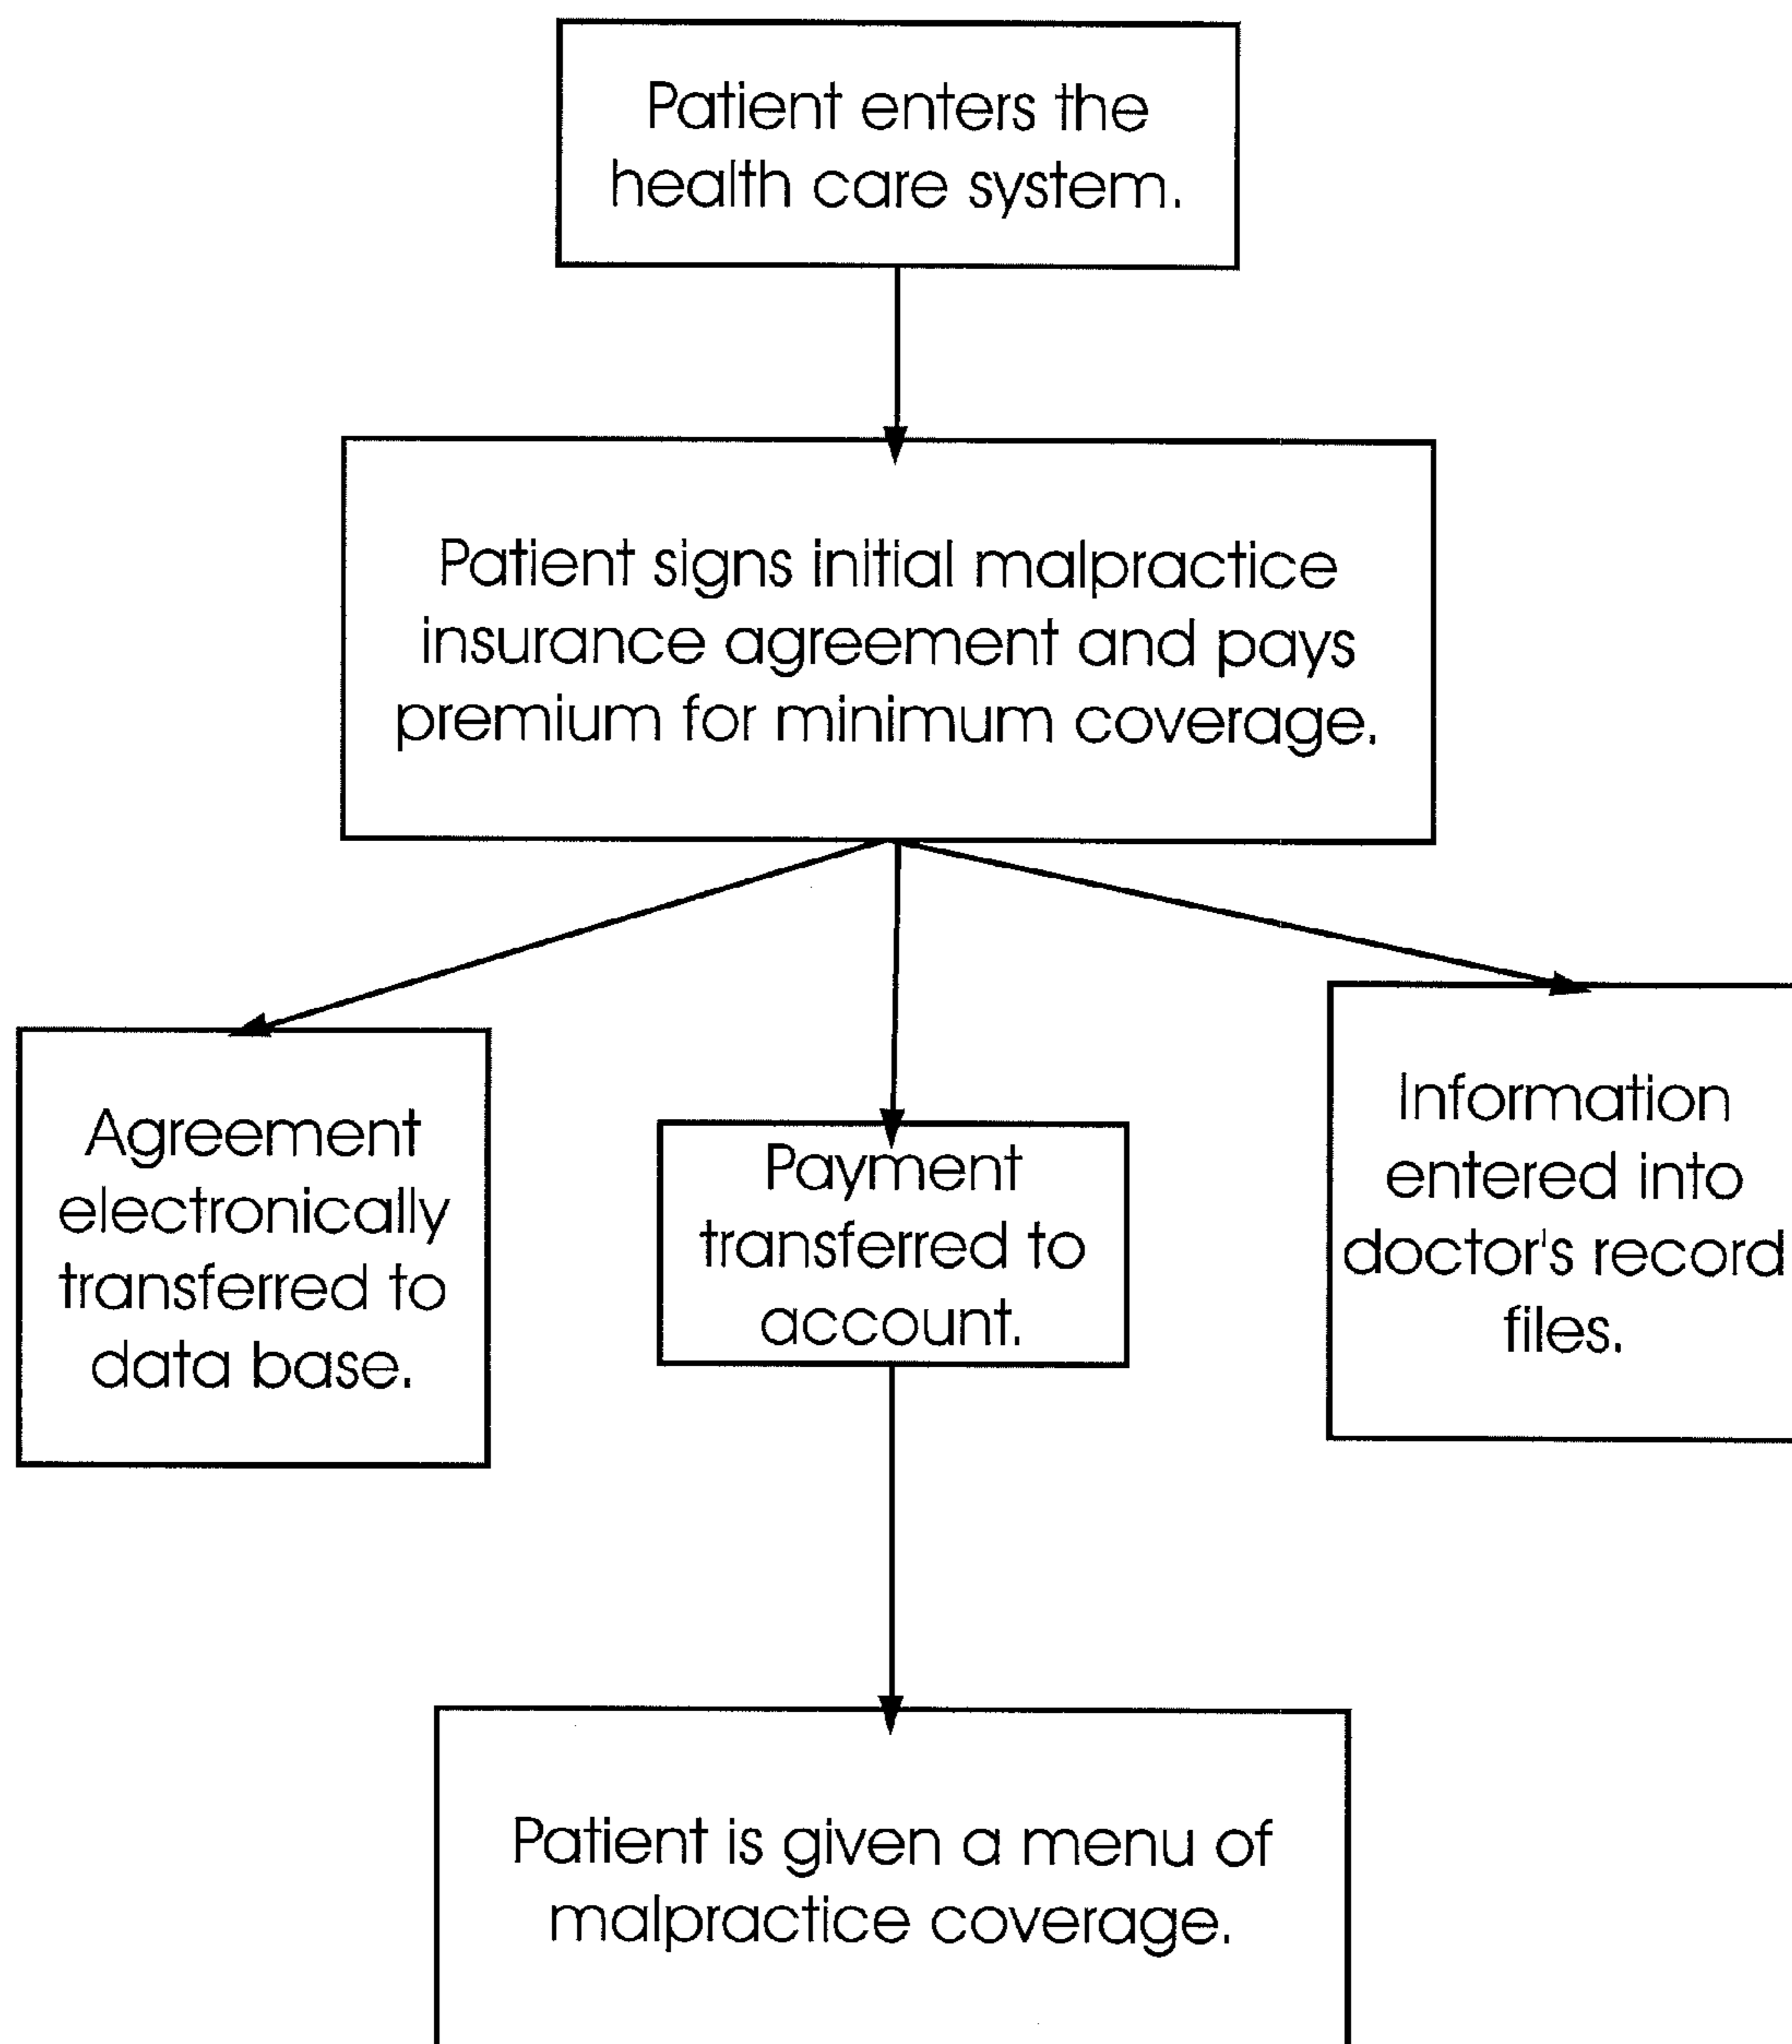 Patient enters the
health care system.
Patient signs initial malpractice
insurance agreement and pays
premium for minimum coverage.
Agreement
electronically
transferred to
data base.
Payment
transferred to
account.
Information
entered into
doctor's record
files.
Patient is given a menu of
malpractice coverage.